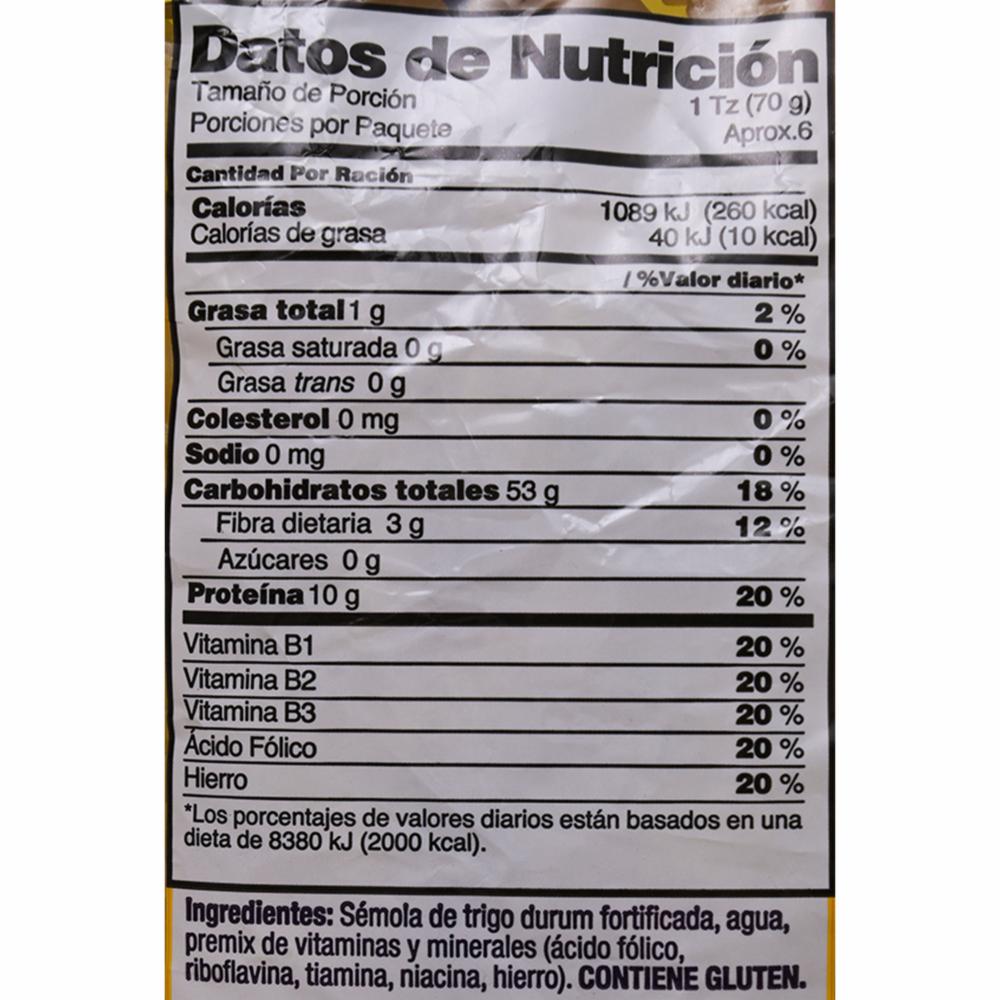 Datos de Nutrición
Tamaño de Porción 1 Tz (70 g)
Porciones por Paquete Aprox.6
Cantidad Por Ración
Calorías 1089 kJ (260 kcal)
Calorías de grasa 40 kJ (10 kcal)
/ %Valor diario*
Grasa total 1 g 2 %
Grasa saturada 0 g 0 %
Grasa trans 0 g
Colesterol 0 mg 0 %
Sodio 0 mg 0 %
Carbohidratos totales 53 g 18 %
Fibra dietaria 3 g 12 %
Azúcares 0 g
Proteína 10 g 20 %
Vitamina B1 20 %
Vitamina B2 20 %
Vitamina B3 20 %
Ácido Fólico 20 %
Hierro 20 %
*Los porcentajes de valores diarios están basados en una
dieta de 8380 kJ (2000 kcal).
Ingredientes: Sémola de trigo durum fortificada, agua,
premix de vitaminas y minerales (ácido fólico,
riboflavina, tiamina, niacina, hierro). CONTIENE GLUTEN.